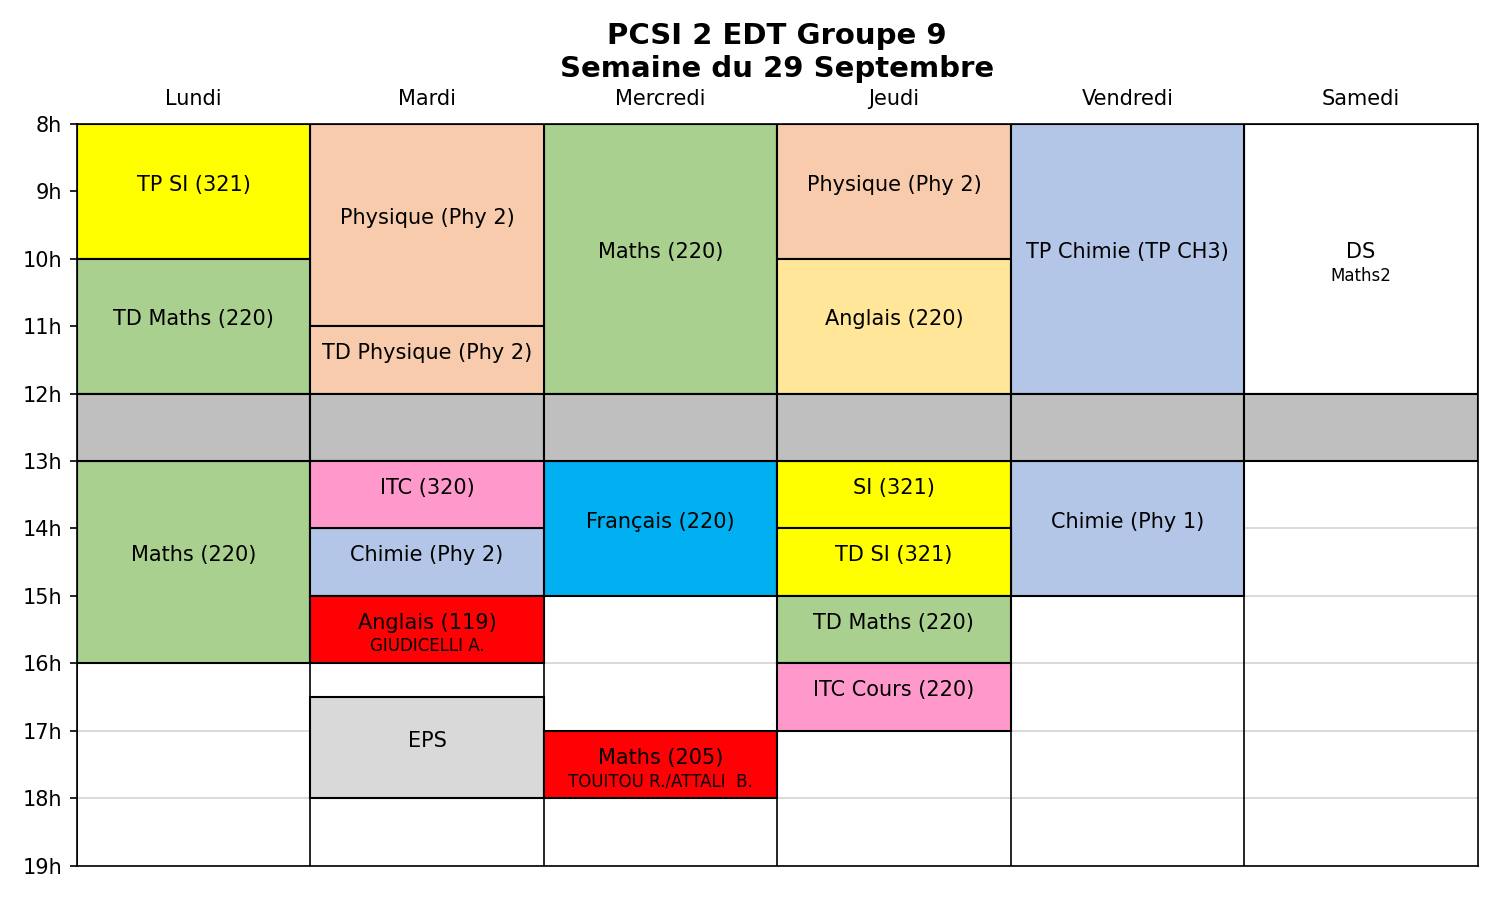 PCSI 2 EDT Groupe 9
Semaine du 29 Septembre
Lundi Mardi Mercredi Jeudi Vendredi Samedi
8h
9h
10h
11h
12h
13h
14h
15h
16h
17h
18h
19h
TP SI (321)
TD Maths (220)
Maths (220)
Physique (Phy 2)
TD Physique (Phy 2)
ITC (320)
Chimie (Phy 2)
Anglais (119)
GIUDICELLI A.
EPS
Maths (220)
Français (220)
Maths (205)
TOUITOU R./ATTALI  B.
Physique (Phy 2)
Anglais (220)
SI (321)
TD SI (321)
TD Maths (220)
ITC Cours (220)
TP Chimie (TP CH3)
Chimie (Phy 1)
DS
Maths2